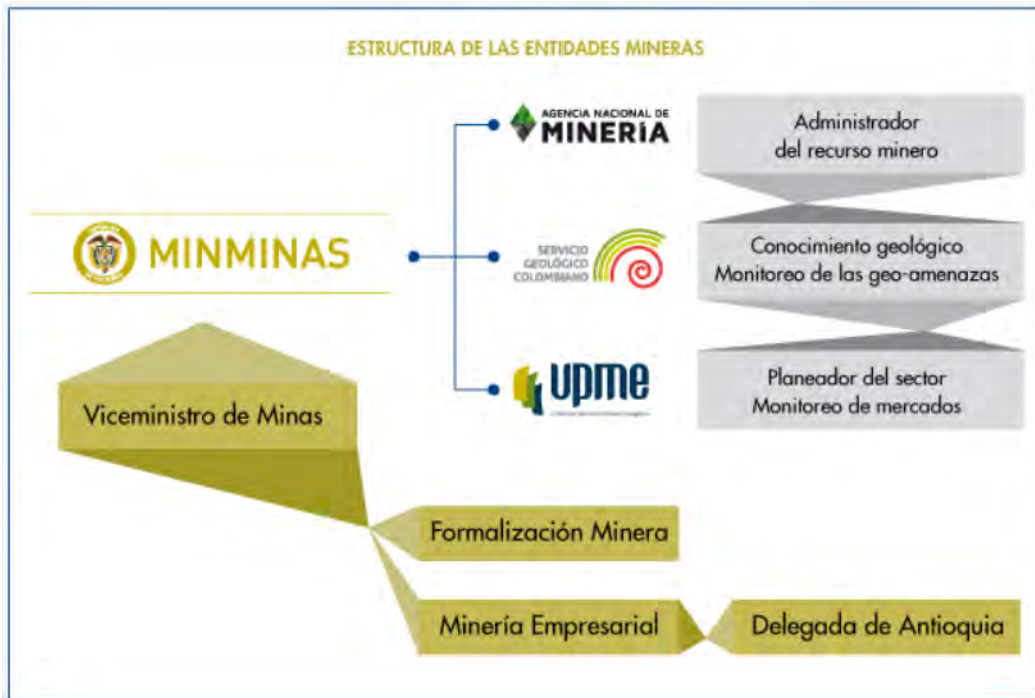 ESTRUCTURA DE LAS ENTIDADES MINERAS
AGENCIA NACIONAL DE
MINERÍA
Administrador
del recurso minero
MINMINAS
SERVICIO
GEOLÓGICO
COLOMBIANO
Conocimiento geológico
Monitoreo de las geo-amenazas
upme
Planeador del sector
Monitoreo de mercados
Viceministro de Minas
Formalización Minera
Minería Empresarial
Delegada de Antioquia